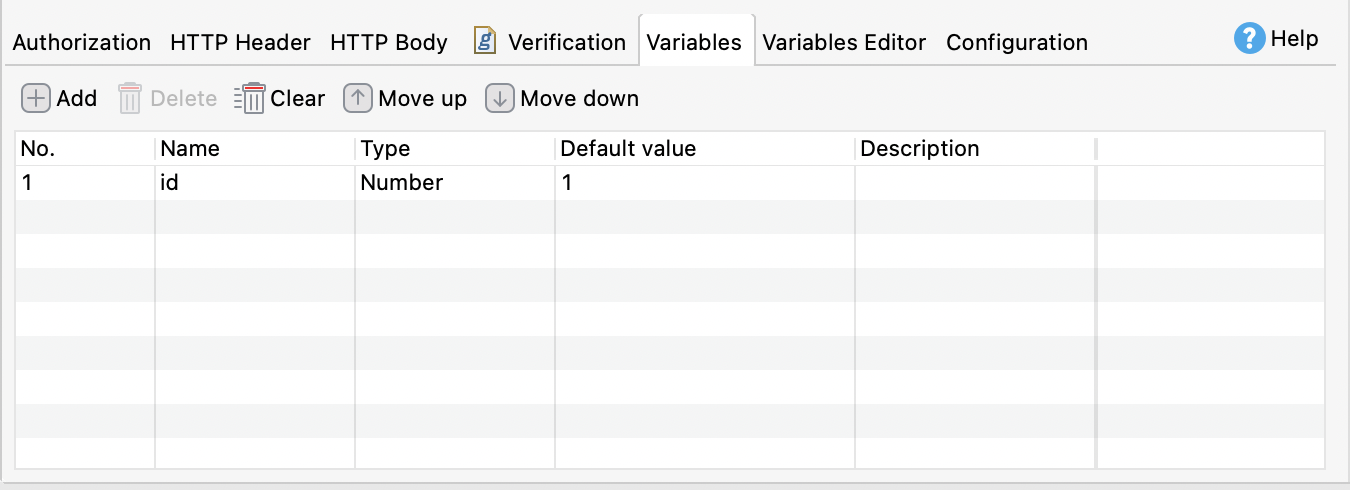 Authorization HTTP Header HTTP Body g Verification Variables Variables Editor Configuration ? Help
Add Delete Clear Move up Move down
No. Name Type Default value Description
1 id Number 1